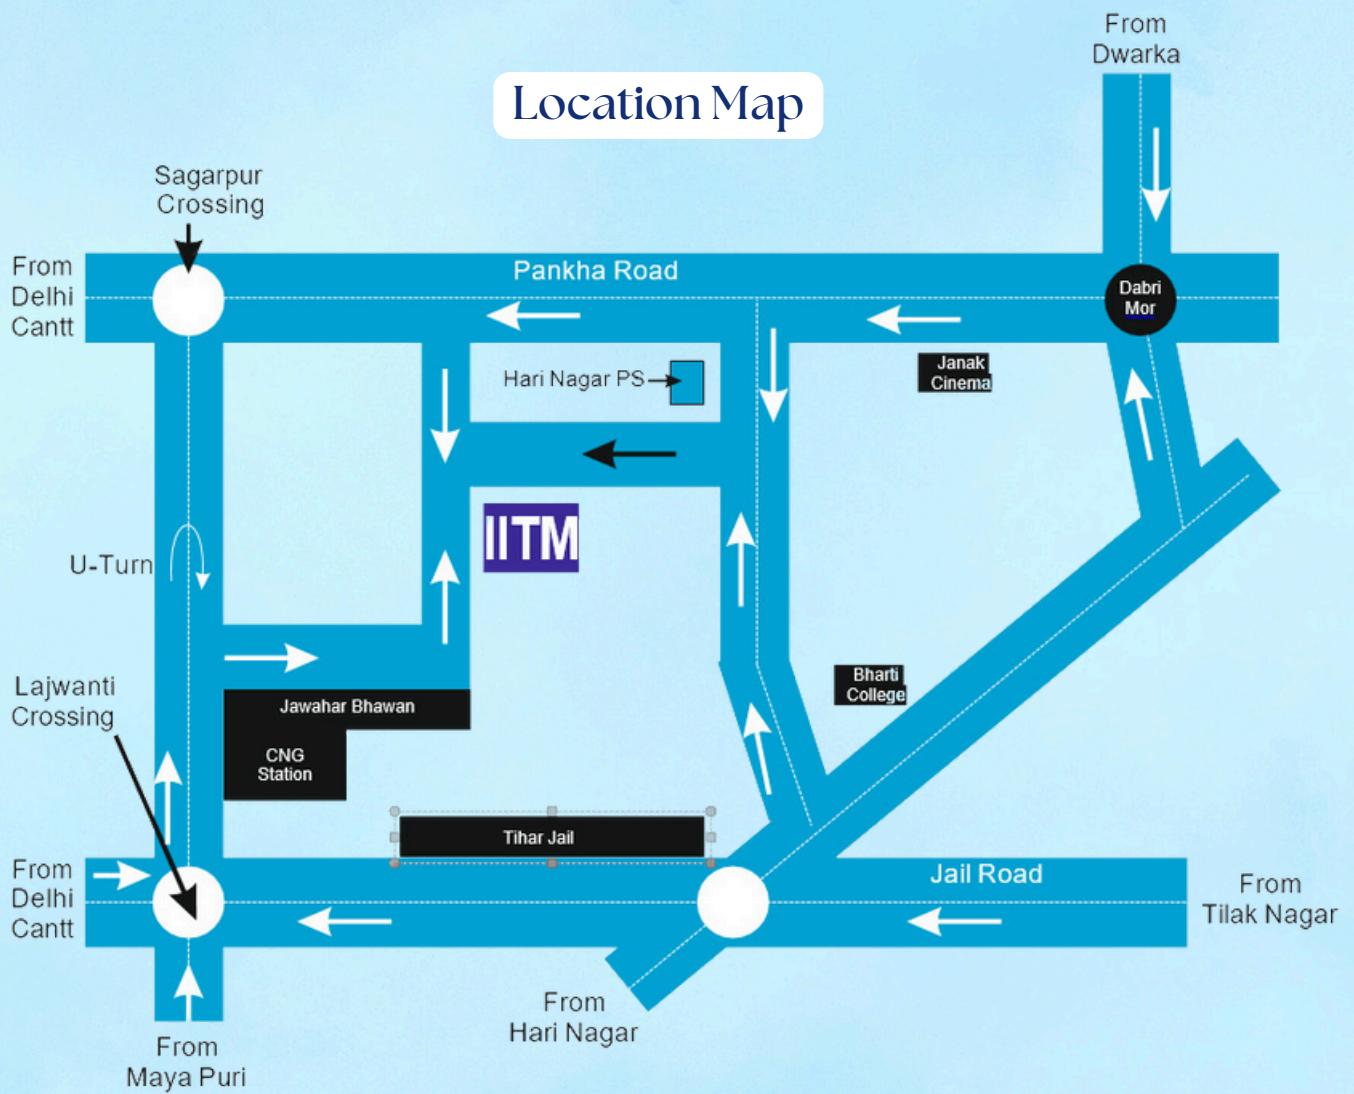 From
Dwarka
Location Map
Sagarpur
Crossing
From
Delhi
Cantt
Pankha Road
Dabri
Mor
Janak
Cinema
Hari Nagar PS
IITM
U-Turn
Lajwanti
Crossing
Jawahar Bhawan
CNG
Station
Bharti
College
Tihar Jail
From
Delhi
Cantt
Jail Road
From
Tilak Nagar
From
Hari Nagar
From
Maya Puri